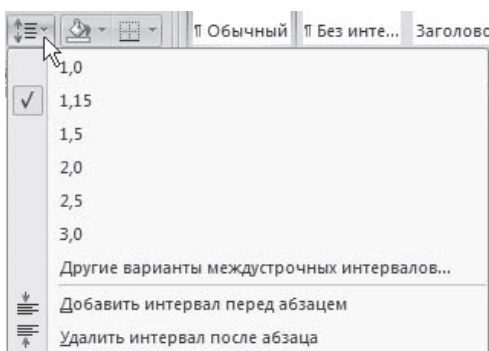 ¶ Обычный ¶ Без инте... Заголово
1,0
1,15
1,5
2,0
2,5
3,0
Другие варианты междустрочных интервалов...
Добавить интервал перед абзацем
Удалить интервал после абзаца